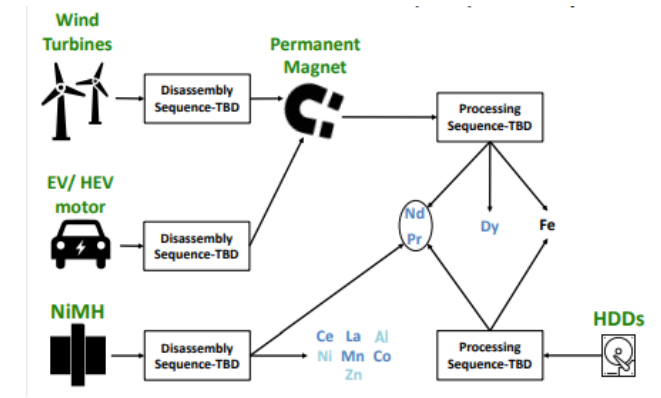 Wind
Turbines
Permanent
Magnet
Disassembly
Sequence-TBD
Processing
Sequence-TBD
EV/ HEV
motor
Nd
Pr
Dy
Fe
Disassembly
Sequence-TBD
NiMH
HDDs
Disassembly
Sequence-TBD
Ce La Al
Ni Mn Co
Zn
Processing
Sequence-TBD